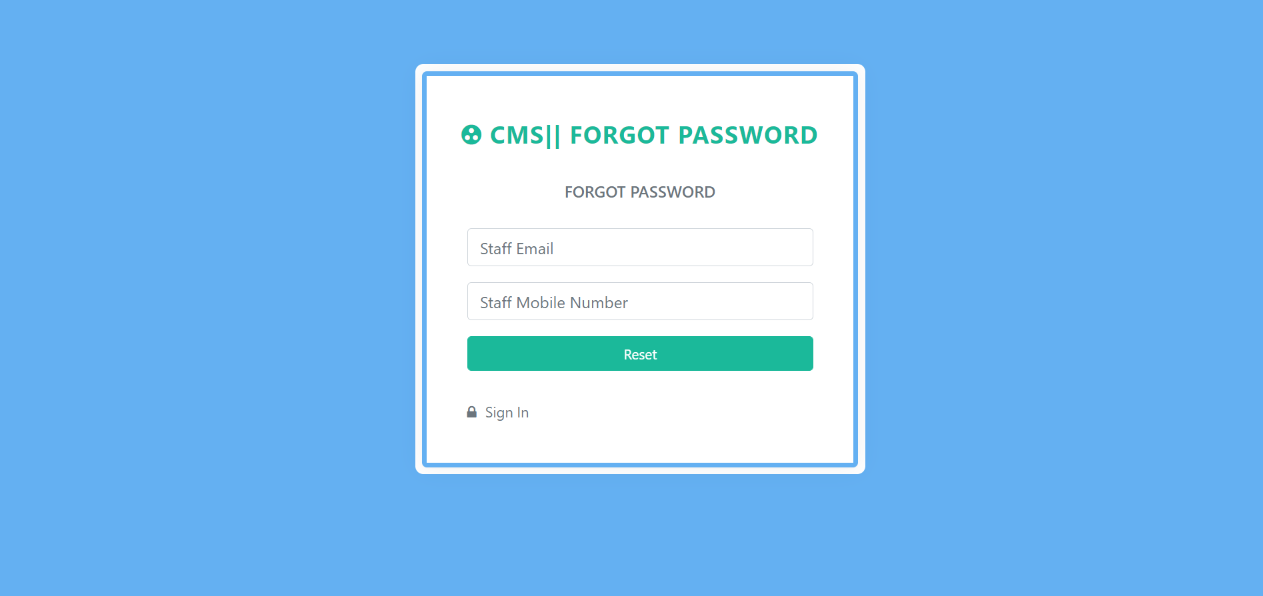 CMS|| FORGOT PASSWORD
FORGOT PASSWORD
Staff Email
Staff Mobile Number
Reset
Sign In